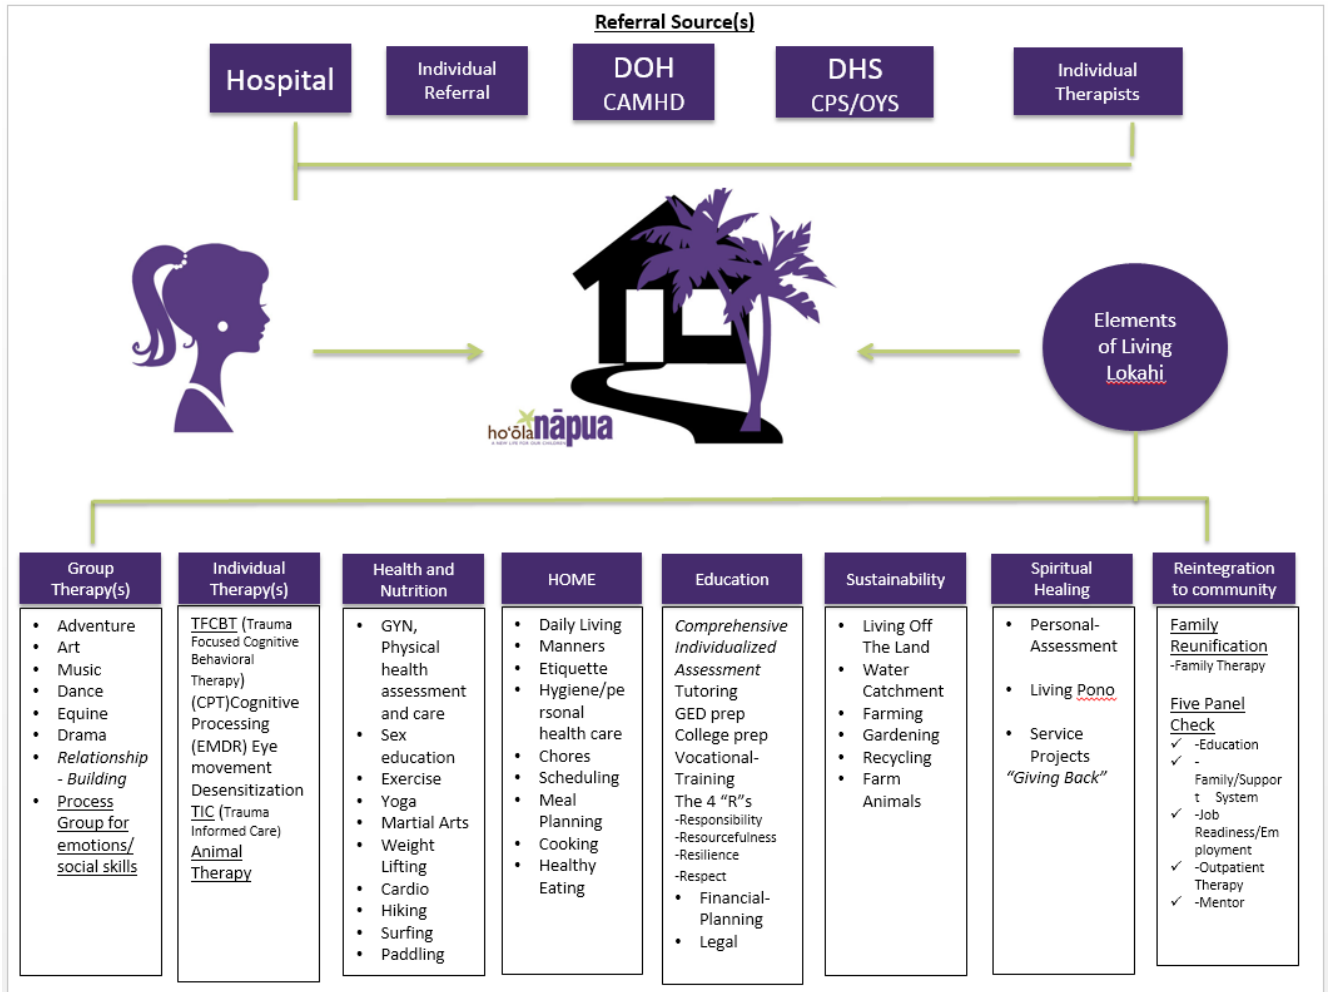 Referral Source(s)
Hospital
Individual
Referral
DOH
CAMHD
DHS
CPS/OYS
Individual
Therapists
Elements
of Living
Lokahi
ho'ōla nāpua
A NEW LIFE FOR OUR CHILDREN
Group
Therapy(s)
• Adventure
• Art
• Music
• Dance
• Equine
• Drama
• Relationship
- Building
• Process
Group for
emotions/
social skills
Individual
Therapy(s)
TFCBT (Trauma
Focused Cognitive
Behavioral
Therapy)
(CPT)Cognitive
Processing
(EMDR) Eye
movement
Desensitization
TIC (Trauma
Informed Care)
Animal
Therapy
Health and
Nutrition
• GYN,
Physical
health
assessment
and care
• Sex
education
• Exercise
• Yoga
• Martial Arts
• Weight
Lifting
• Cardio
• Hiking
• Surfing
• Paddling
HOME
• Daily Living
• Manners
• Etiquette
• Hygiene/pe
rsonal
health care
• Chores
• Scheduling
• Meal
Planning
• Cooking
• Healthy
Eating
Education
Comprehensive
Individualized
Assessment
Tutoring
GED prep
College prep
Vocational-
Training
The 4 “R”s
-Responsibility
-Resourcefulness
-Resilience
-Respect
• Financial-
Planning
• Legal
Sustainability
• Living Off
The Land
• Water
Catchment
• Farming
• Gardening
• Recycling
• Farm
Animals
Spiritual
Healing
• Personal-
Assessment
• Living Pono
• Service
Projects
“Giving Back”
Reintegration
to community
Family
Reunification
-Family Therapy
Five Panel
Check
✓ -Education
✓ -
Family/Suppor
t System
✓ -Job
Readiness/Em
ployment
✓ -Outpatient
Therapy
✓ -Mentor